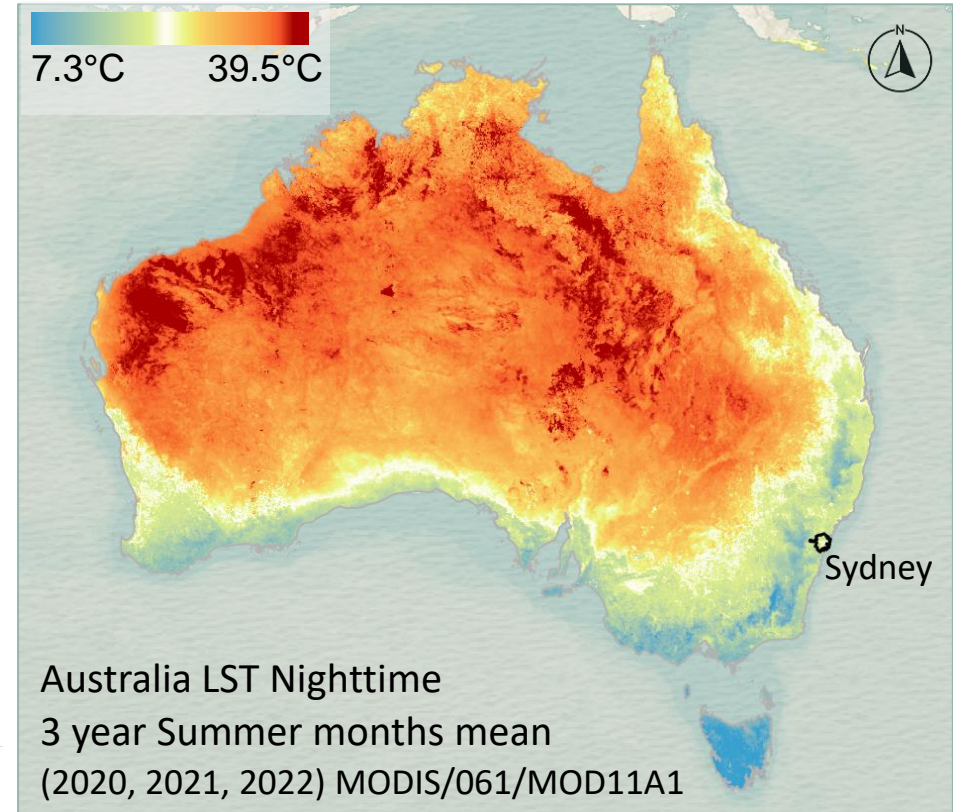 7.3°C 39.5°C
N
Sydney
Australia LST Nighttime
3 year Summer months mean
(2020, 2021, 2022) MODIS/061/MOD11A1